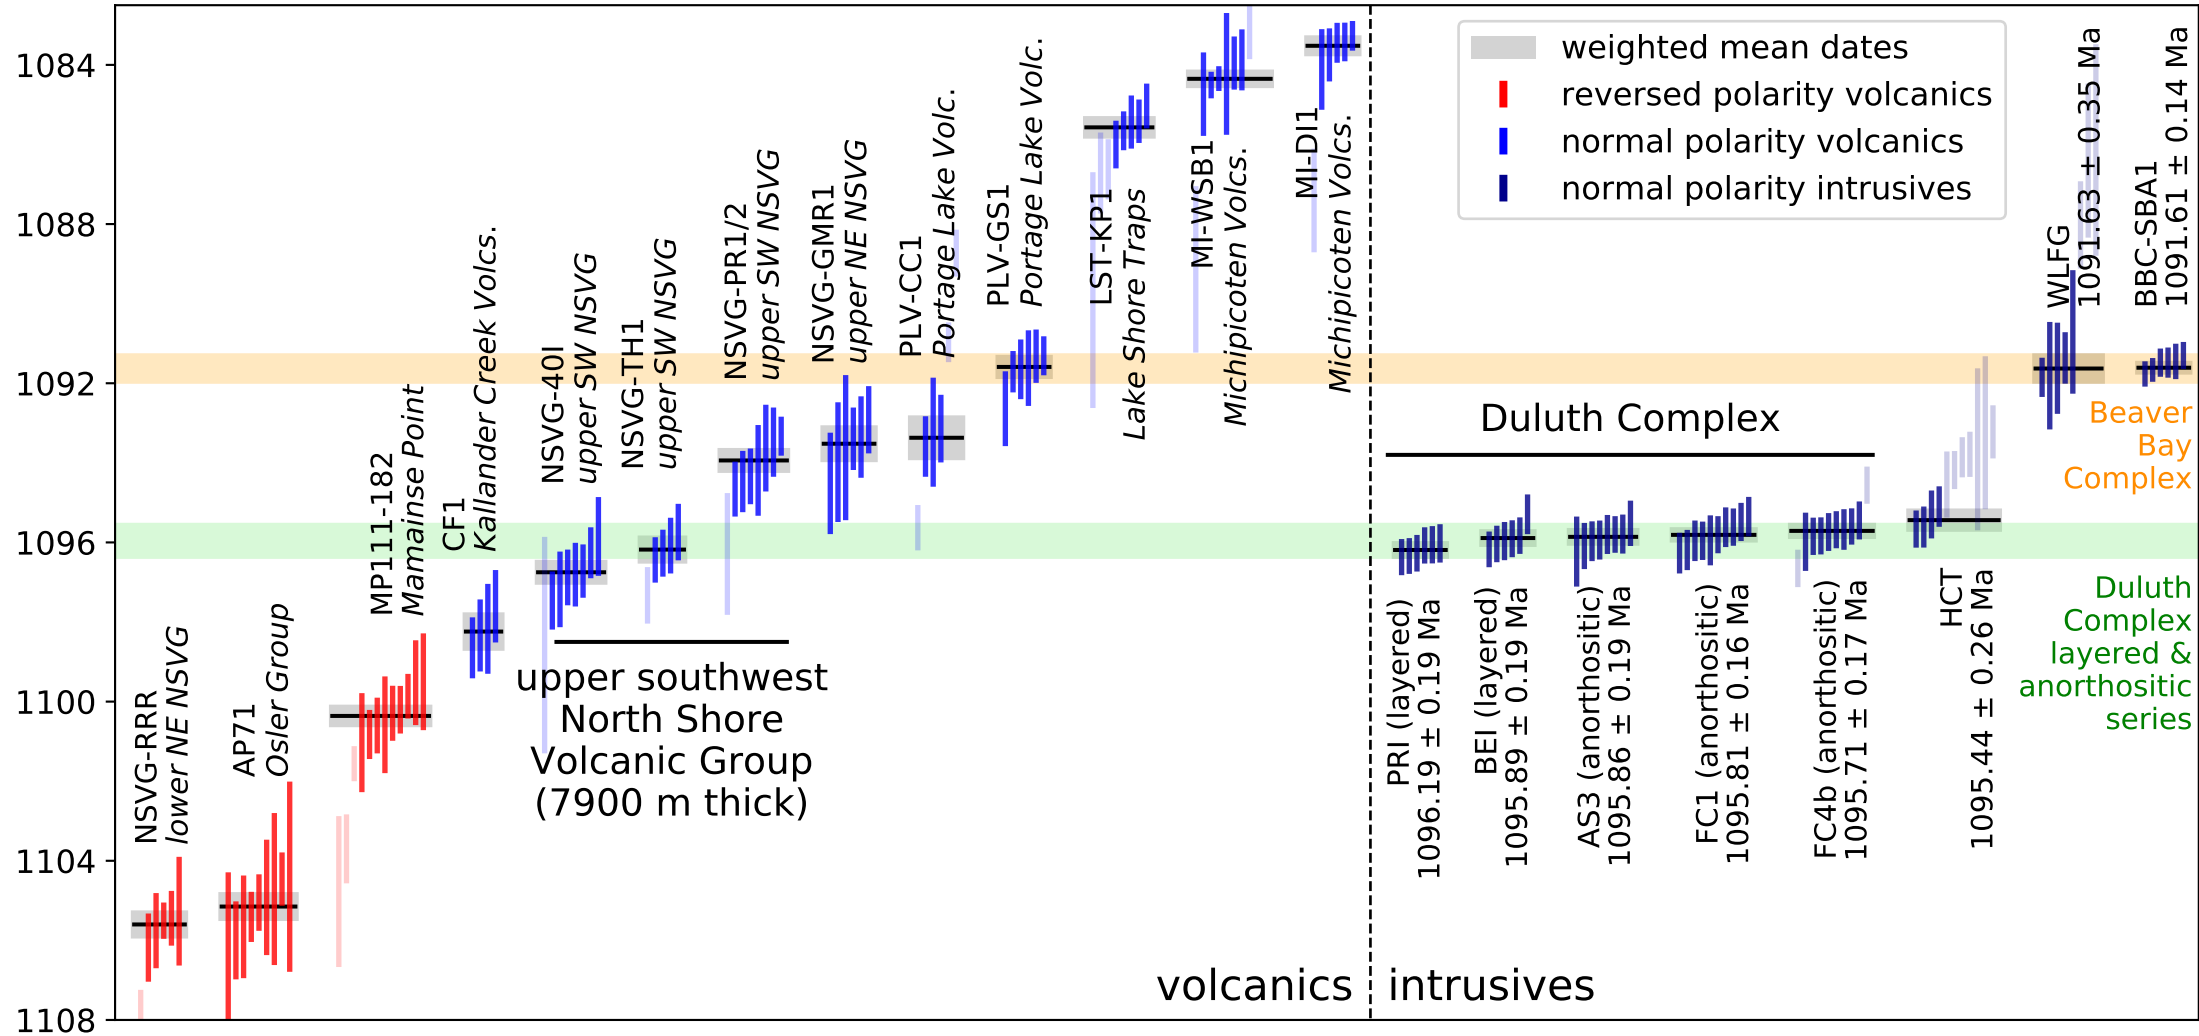 1084
1088
1092
1096
1100
1104
1108
NSVG-RRR
lower NE NSVG
AP71
Osler Group
MP111-182
Mamainse Point
CF1
Kallander Creek Volcs.
NSVG-40I
upper SW NSVG
NSVG-TH1
upper SW NSVG
NSVG-PR1/2
upper SW NSVG
NSVG-GMR1
upper NE NSVG
PLV-CC1
Portage Lake Volc.
PLV-GS1
Portage Lake Volc.
LST-KP1
Lake Shore Traps
MI-WSB1
Michipicoten Volcs.
MI-DI1
Michipicoten Volcs.
upper southwest
North Shore
Volcanic Group
(7900 m thick)
volcanics
intrusives
weighted mean dates
reversed polarity volcanics
normal polarity volcanics
normal polarity intrusives
Duluth Complex
PRI (layered)
1096.19 ± 0.19 Ma
BEI (layered)
1095.89 ± 0.19 Ma
AS3 (anorthositic)
1095.86 ± 0.19 Ma
FC1 (anorthositic)
1095.81 ± 0.16 Ma
FC4b (anorthositic)
1095.71 ± 0.17 Ma
HCT
1095.44 ± 0.26 Ma
WLFG
1091.63 ± 0.35 Ma
BBC-SBA1
1091.61 ± 0.14 Ma
Beaver
Bay
Complex
Duluth
Complex
layered &
anorthositic
series